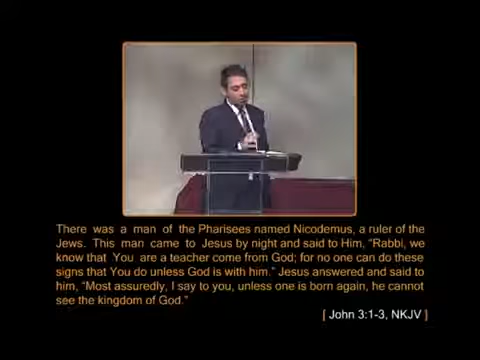 There was a man of the Pharisees named Nicodemus, a ruler of the
Jews. This man came to Jesus by night and said to Him, “Rabbi, we
know that You are a teacher come from God; for no one can do these
signs that You do unless God is with him.” Jesus answered and said to
him, “Most assuredly, I say to you, unless one is born again, he cannot
see the kingdom of God.”
[ John 3:1-3, NKJV ]